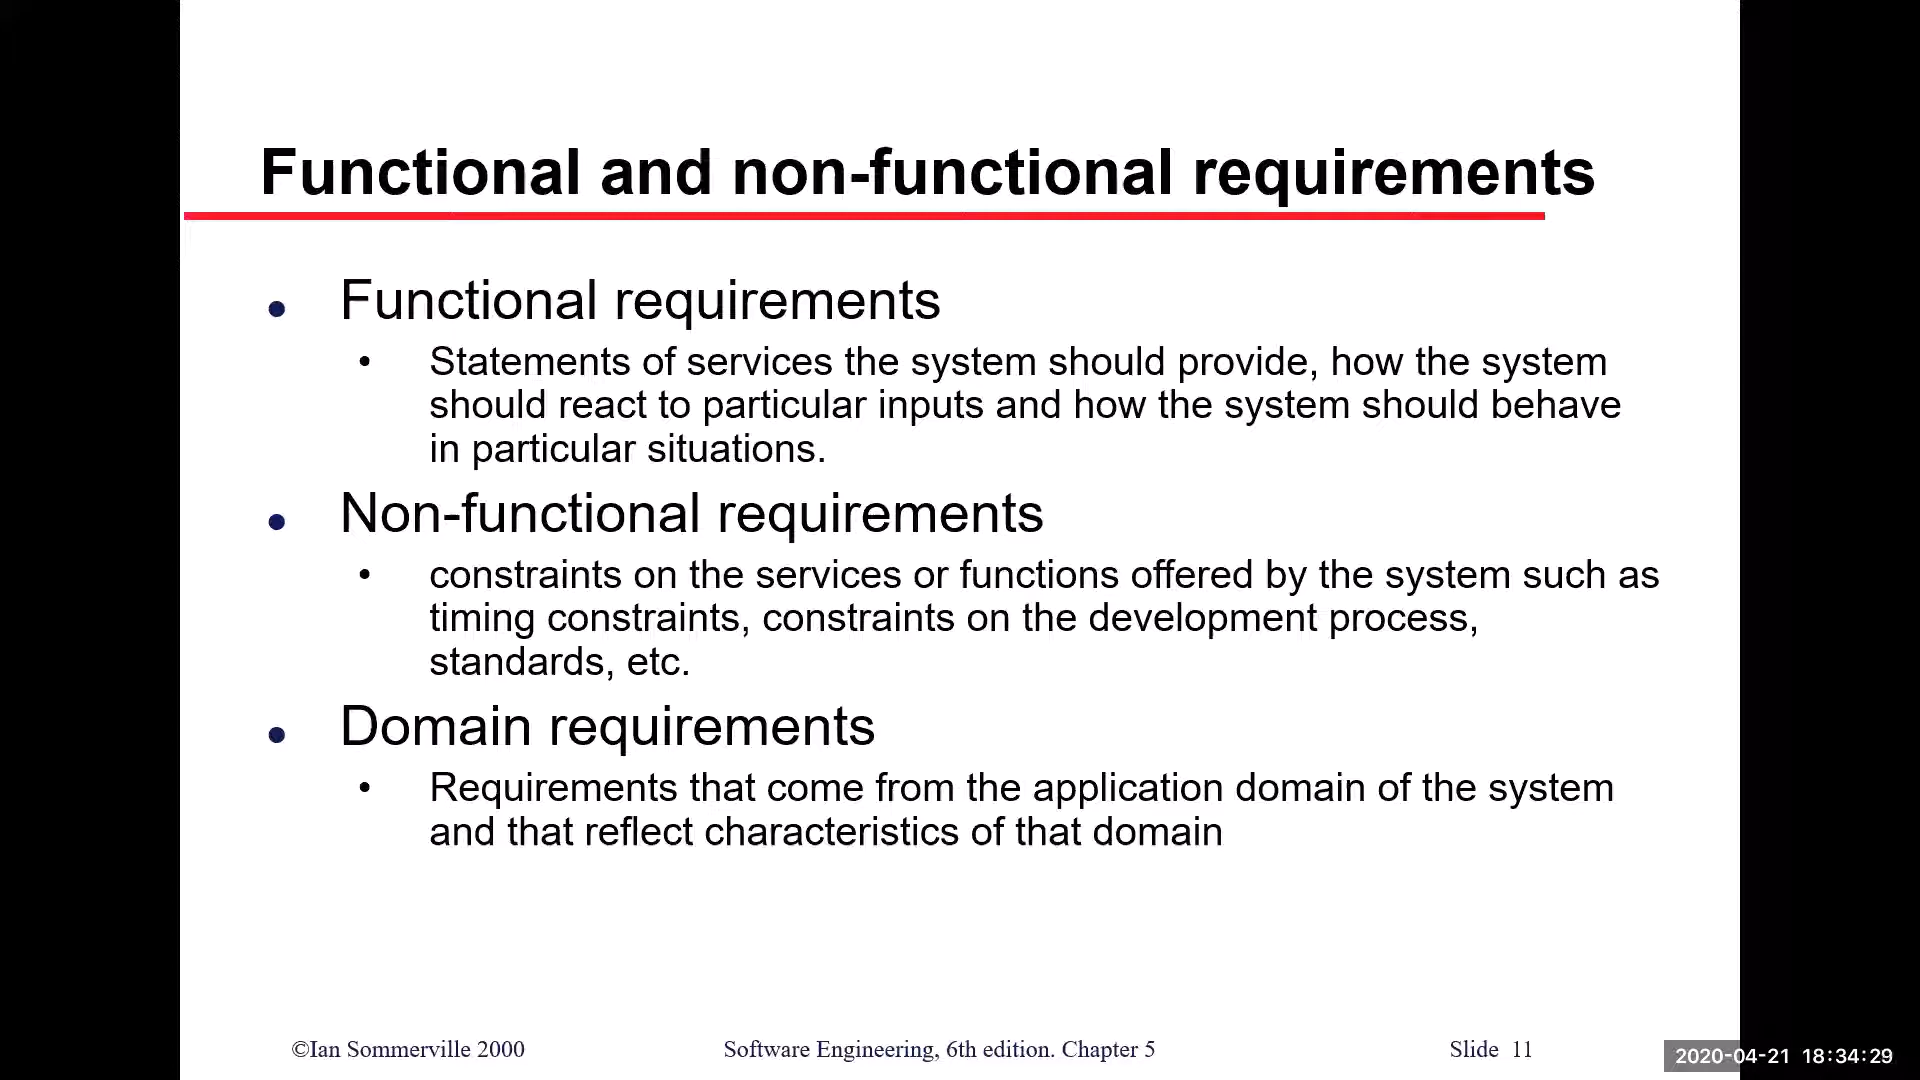 Functional and non-functional requirements
● Functional requirements
• Statements of services the system should provide, how the system
should react to particular inputs and how the system should behave
in particular situations.
● Non-functional requirements
• constraints on the services or functions offered by the system such as
timing constraints, constraints on the development process,
standards, etc.
● Domain requirements
• Requirements that come from the application domain of the system
and that reflect characteristics of that domain
©Ian Sommerville 2000 Software Engineering, 6th edition. Chapter 5 Slide 11
2020-04-21 18:34:29